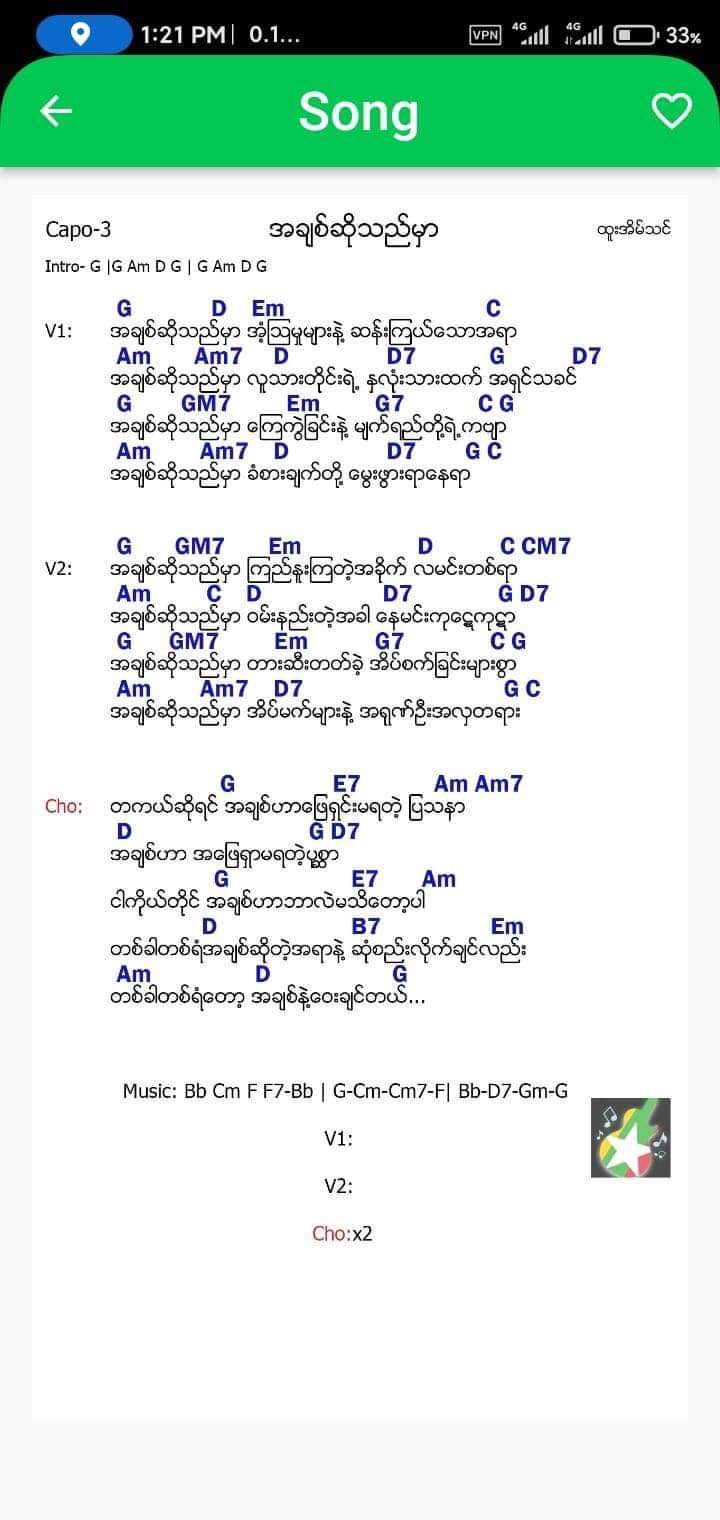 1:21 PM | 0.1... VPN 4G 4G 33%
Song
Capo-3 အချစ်ဆိုသည်မှာ ထူးအိမ်သင်
Intro- G |G Am D G | G Am D G
G D Em C
V1: အချစ်ဆိုသည်မှာ အံ့သြမှုများနဲ့ ဆန်းကြယ်သောအရာ
Am Am7 D D7 G D7
အချစ်ဆိုသည်မှာ လူသားတိုင်းရဲ့ နှလုံးသားထက် အရှင်သခင်
G GM7 Em G7 C G
အချစ်ဆိုသည်မှာ ကြေကွဲခြင်းနဲ့ မျက်ရည်တို့ရဲ့ကဗျာ
Am Am7 D D7 G C
အချစ်ဆိုသည်မှာ ခံစားချက်တို့ မွေးဖွားရာနေရာ
G GM7 Em D C CM7
V2: အချစ်ဆိုသည်မှာ ကြည်နူးကြတဲ့အခိုက် လမင်းတစ်ရာ
Am C D D7 G D7
အချစ်ဆိုသည်မှာ ဝမ်းနည်းတဲ့အခါ နေမင်းကုဋေကုဋာ
G GM7 Em G7 C G
အချစ်ဆိုသည်မှာ တားဆီးတတ်ခဲ့ အိပ်စက်ခြင်းများစွာ
Am Am7 D7 G C
အချစ်ဆိုသည်မှာ အိပ်မက်များနဲ့ အရုဏ်ဦးအလှတရား
G E7 Am Am7
Cho: တကယ်ဆိုရင် အချစ်ဟာဖြေရှင်းမရတဲ့ ပြသနာ
D G D7
အချစ်ဟာ အဖြေရှာမရတဲ့ပုစ္ဆာ
G E7 Am
ငါကိုယ်တိုင် အချစ်ဟာဘာလဲမသိတော့ပါ
D B7 Em
တစ်ခါတစ်ရံအချစ်ဆိုတဲ့အရာနဲ့ ဆုံစည်းလိုက်ချင်လည်း
Am D G
တစ်ခါတစ်ရံတော့ အချစ်နဲ့ဝေးချင်တယ်...
Music: Bb Cm F F7-Bb | G-Cm-Cm7-F| Bb-D7-Gm-G
V1:
V2:
Cho:x2